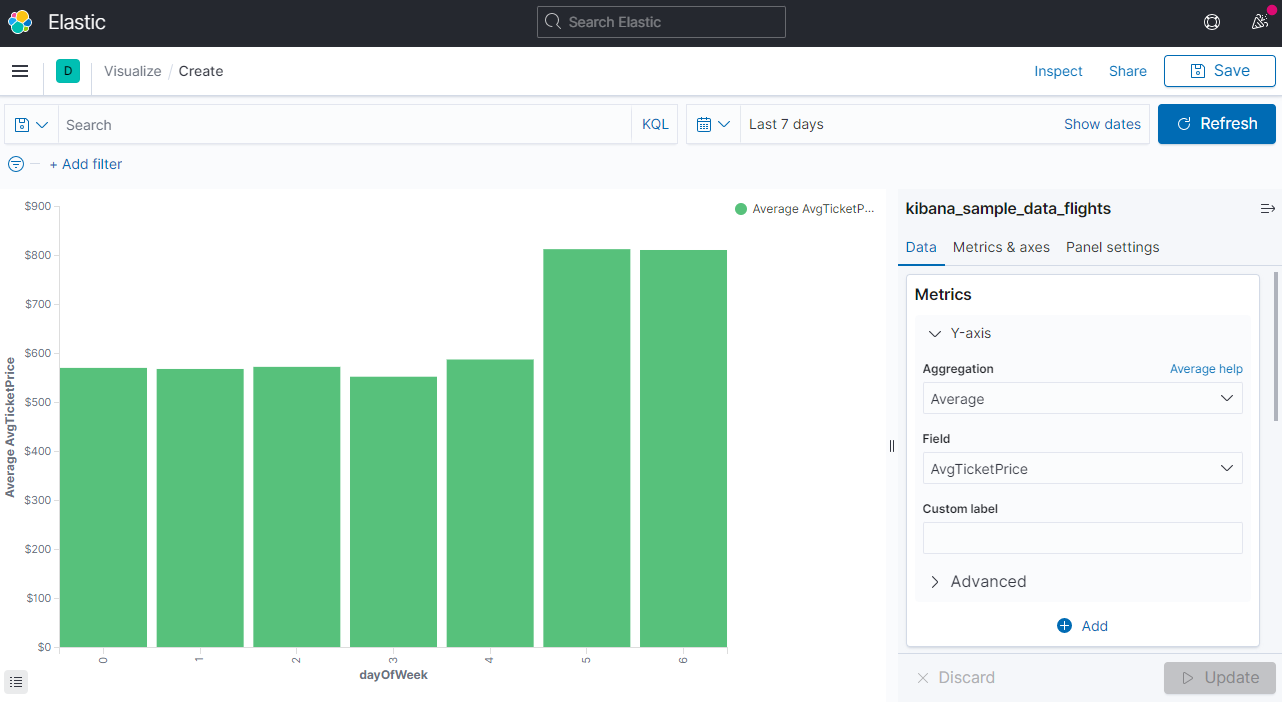 Elastic
Search Elastic
D
Visualize / Create
Inspect
Share
Save
Search
KQL
Last 7 days
Show dates
Refresh
+ Add filter
$900
$800
$700
$600
$500
$400
$300
$200
$100
$0
Average AvgTicketPrice
0
1
2
3
4
5
6
dayOfWeek
Average AvgTicketP...
kibana_sample_data_flights
Data
Metrics & axes
Panel settings
Metrics
Y-axis
Aggregation
Average help
Average
Field
AvgTicketPrice
Custom label
Advanced
Add
Discard
Update